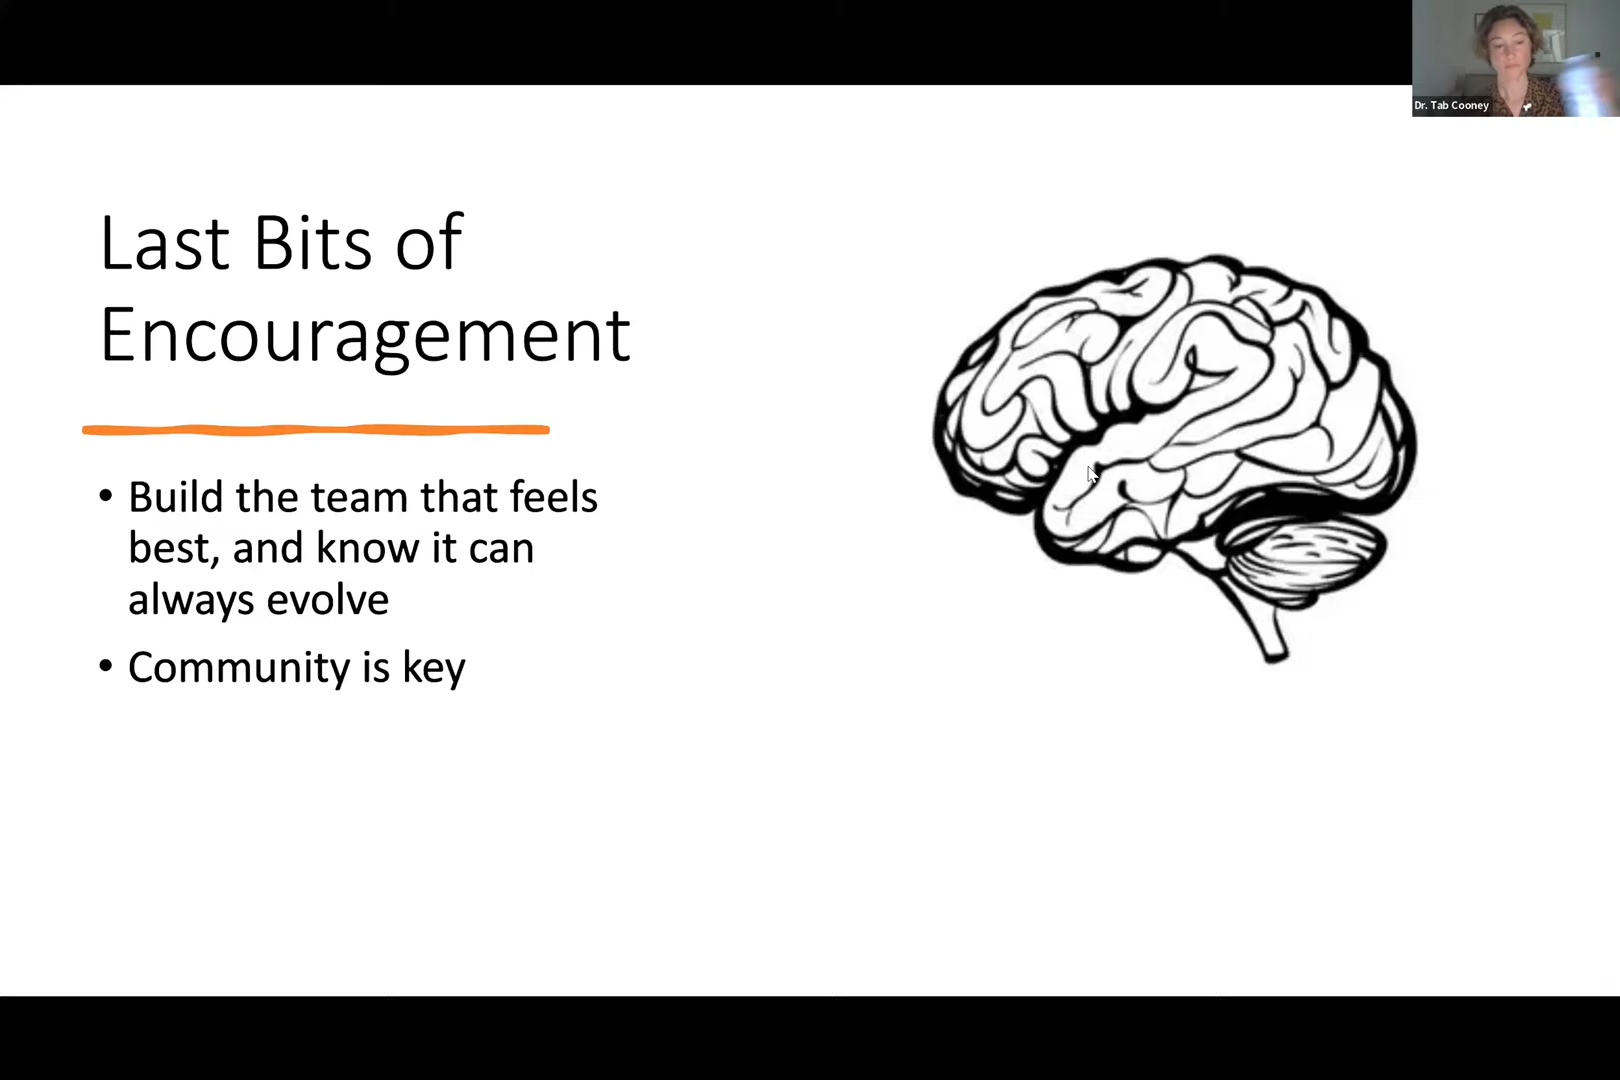 Dr. Tab Cooney
Last Bits of
Encouragement
• Build the team that feels
best, and know it can
always evolve
• Community is key